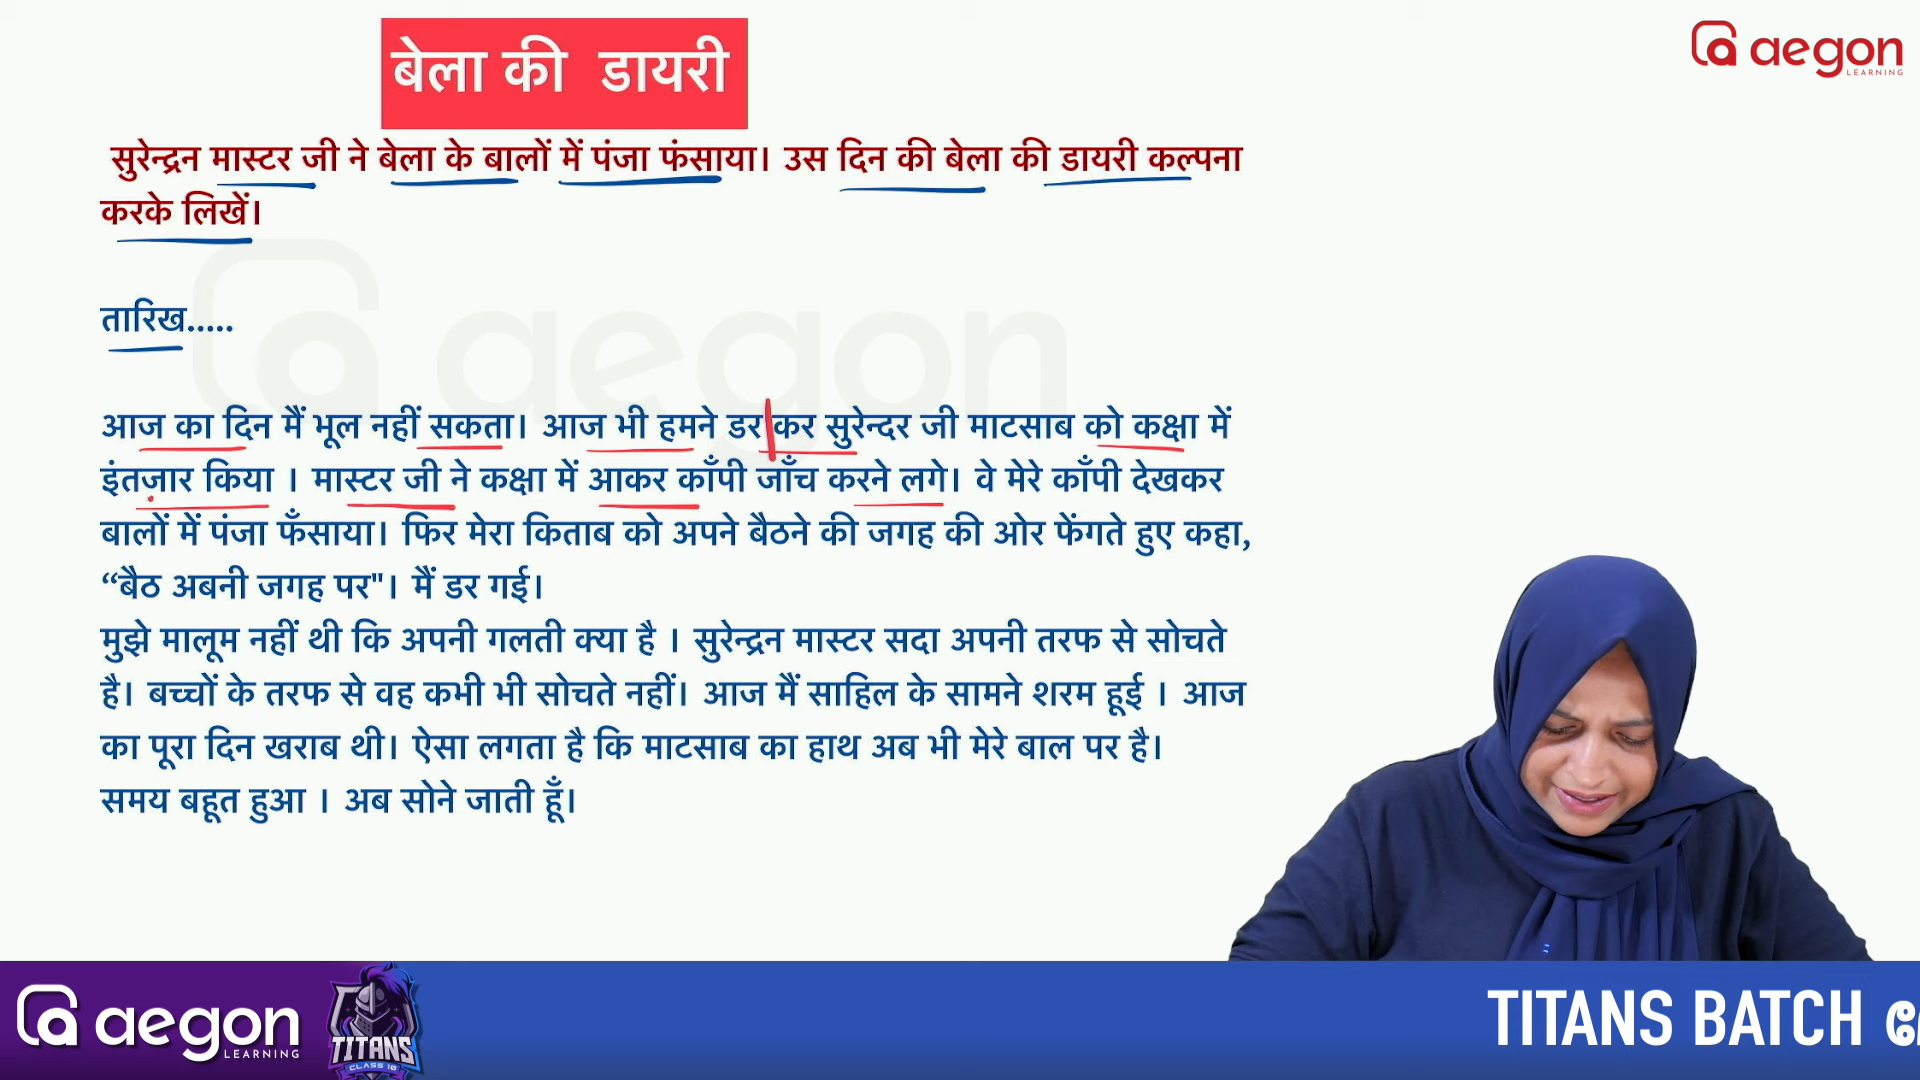 बेला की डायरी
aegon
LEARNING
सुरेन्द्रन मास्टर जी ने बेला के बालों में पंजा फंसाया। उस दिन की बेला की डायरी कल्पना
करके लिखें।
तारिख.....
आज का दिन मैं भूल नहीं सकता। आज भी हमने डर कर सुरेन्दर जी माटसाब को कक्षा में
इंतजार किया । मास्टर जी ने कक्षा में आकर काँपी जाँच करने लगे। वे मेरे काँपी देखकर
बालों में पंजा फँसाया। फिर मेरा किताब को अपने बैठने की जगह की ओर फेंगते हुए कहा,
“बैठ अबनी जगह पर"। मैं डर गई।
मुझे मालूम नहीं थी कि अपनी गलती क्या है । सुरेन्द्रन मास्टर सदा अपनी तरफ से सोचते
है। बच्चों के तरफ से वह कभी भी सोचते नहीं। आज मैं साहिल के सामने शरम हूई । आज
का पूरा दिन खराब थी। ऐसा लगता है कि माटसाब का हाथ अब भी मेरे बाल पर है।
समय बहूत हुआ । अब सोने जाती हूँ।
aegon
aegon
LEARNING
TITANS
CLASS 10
TITANS BATCH